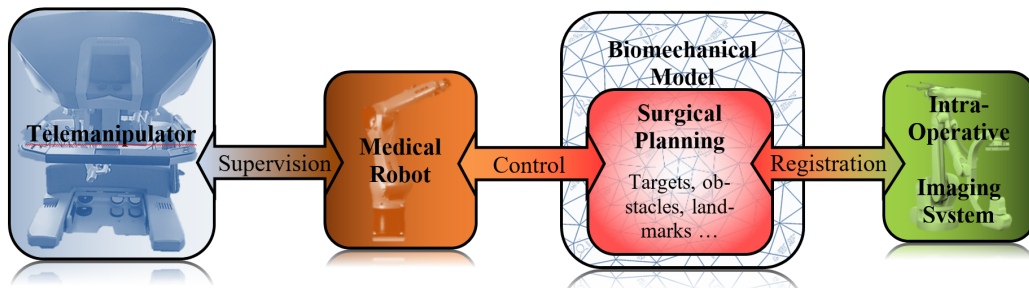 Telemanipulator
Supervision
Medical
Robot
Control
Biomechanical
Model
Surgical
Planning
Targets, ob-
stacles, land-
marks …
Registration
Intra-
Operative
Imaging
System